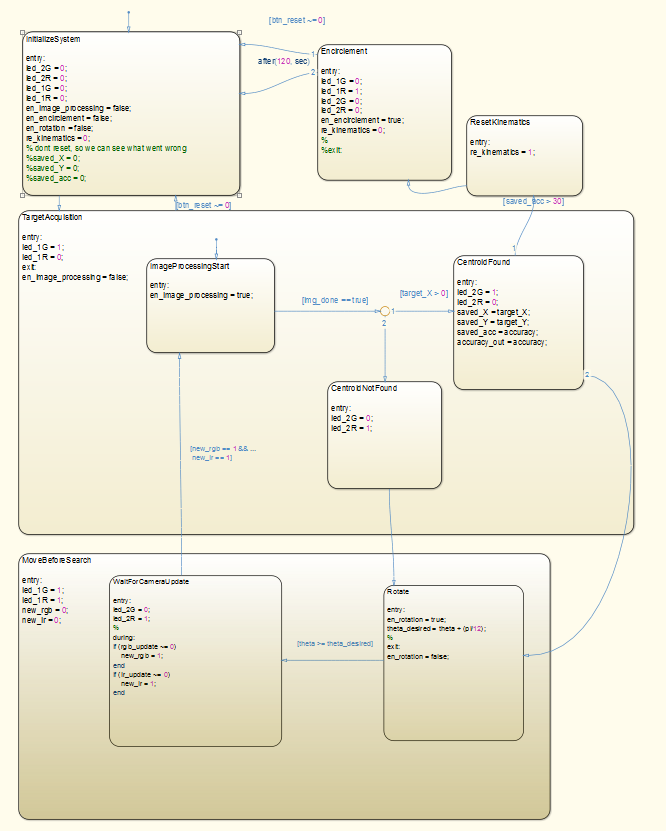 [btn_reset ~= 0]
InitializeSystem
entry:
led_2G = 0;
led_2R = 0;
led_1G = 0;
led_1R = 0;
en_image_processing = false;
en_encirclement = false;
en_rotation = false;
re_kinematics = 0;
% dont reset, so we can see what went wrong
%saved_X = 0;
%saved_Y = 0;
%saved_acc = 0;
1
after(120, sec)
2
Encirclement
entry:
led_1G = 0;
led_1R = 1;
led_2G = 0;
led_2R = 0;
en_encirclement = true;
re_kinematics = 0;
%
%exit:
ResetKinematics
entry:
re_kinematics = 1;
[btn_reset ~= 0]
[saved_acc > 30]
TargetAcquistion
entry:
led_1G = 1;
led_1R = 0;
exit:
en_image_processing = false;
ImageProcessingStart
entry:
en_image_processing = true;
[img_done == true]
1
2
[target_X > 0]
1
CentroidFound
entry:
led_2G = 1;
led_2R = 0;
saved_X = target_X;
saved_Y = target_Y;
saved_acc = accuracy;
accuracy_out = accuracy;
2
CentroidNotFound
entry:
led_2G = 0;
led_2R = 1;
[new_rgb == 1 && ...
new_ir == 1]
MoveBeforeSearch
entry:
led_1G = 1;
led_1R = 1;
new_rgb = 0;
new_ir = 0;
WaitForCameraUpdate
entry:
led_2G = 0;
led_2R = 1;
%
during:
if (rgb_update ~= 0)
new_rgb = 1;
end
if (ir_update ~= 0)
new_ir = 1;
end
[theta >= theta_desired]
Rotate
entry:
en_rotation = true;
theta_desired = theta + (pi/12);
%
exit:
en_rotation = false;